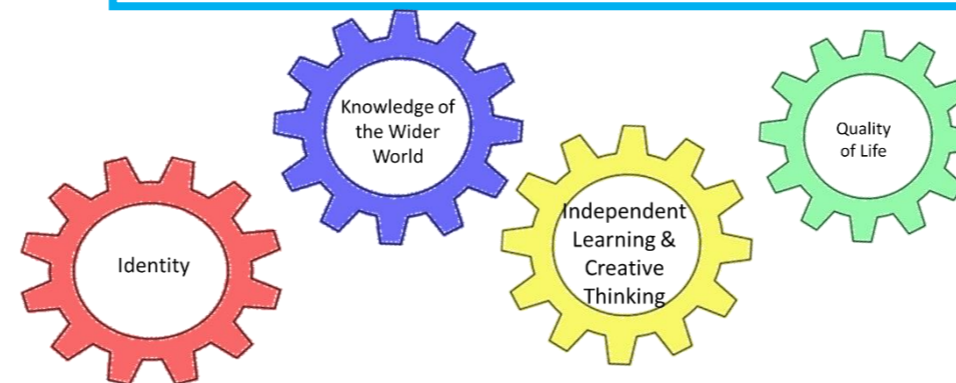 Identity
Knowledge of
the Wider
World
Independent
Learning &
Creative
Thinking
Quality
of Life